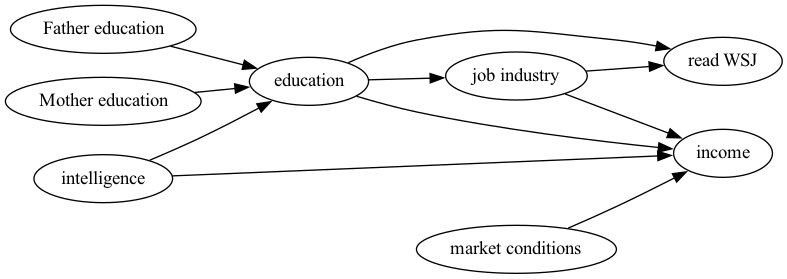 Father education
Mother education
intelligence
education
job industry
read WSJ
income
market conditions